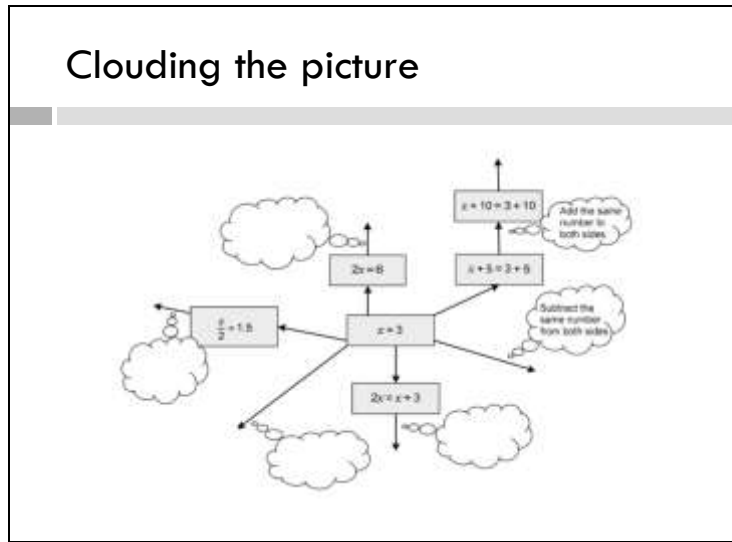 Clouding the picture
x + 10 = 3 + 10
Add the same
number to
both sides
2x = 6
x + 5 = 3 + 5
Subtract the
same number
from both sides
x/2 = 1.5
x = 3
2x = x + 3